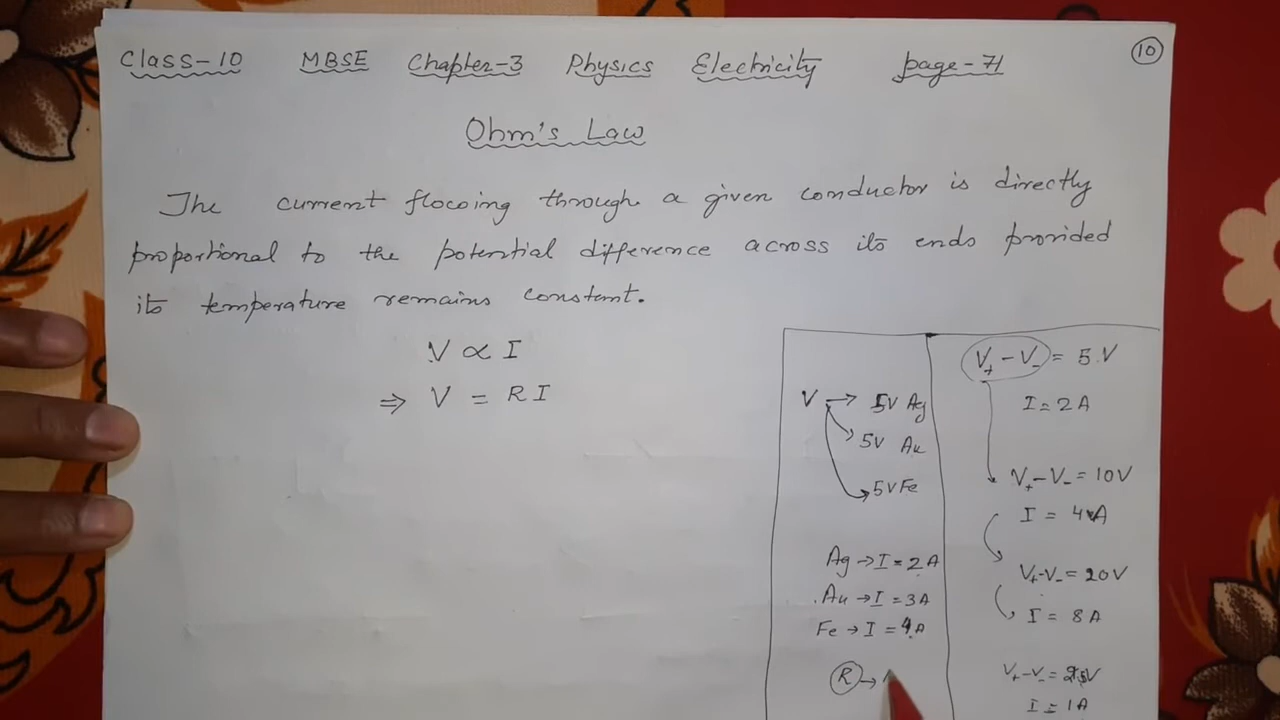 Class-10 MBSE Chapter-3 Physics Electricity page-71
10
Ohm's Law
The current flowing through a given conductor is directly
proportional to the potential difference across its ends provided
its temperature remains constant.
V ∝ I
⇒ V = RI
V → 5V Ag
5V Au
5V Fe
Ag → I = 2A
Au → I = 3A
Fe → I = 4A
R →
V₊ - V₋ = 5V
I = 2A
V₊ - V₋ = 10V
I = 4A
V₊ - V₋ = 20V
I = 8A
V₊ - V₋ =
I = 1A